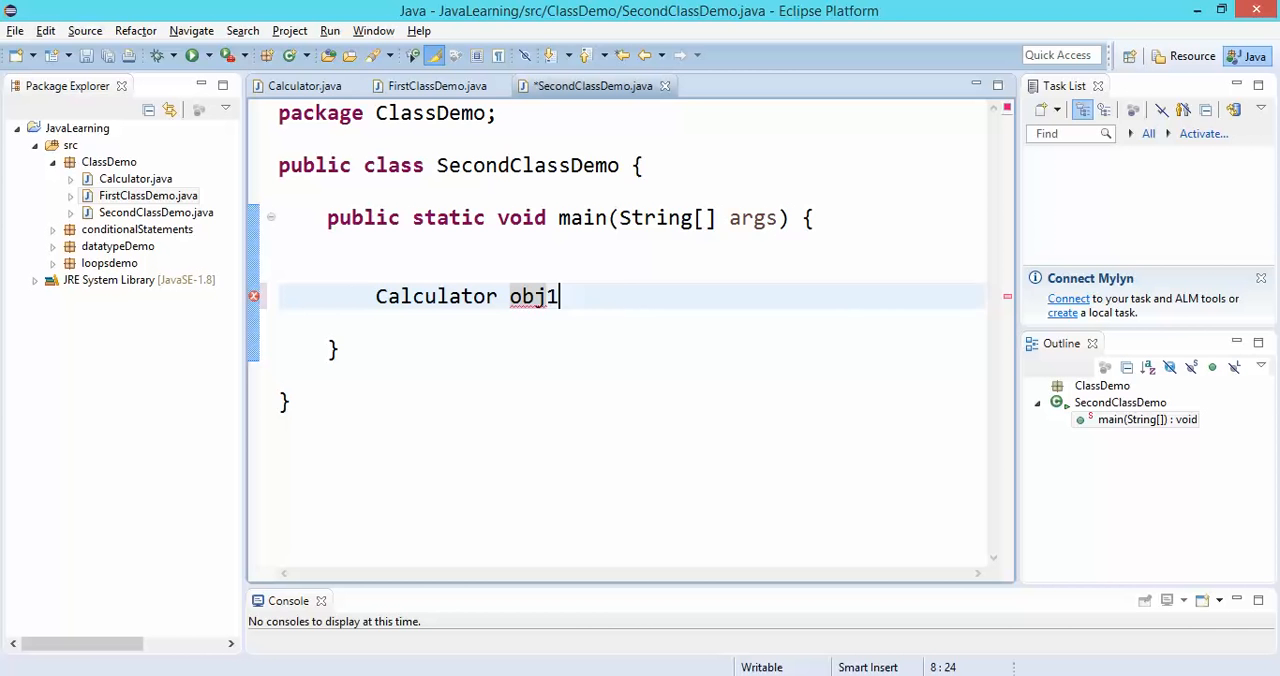 Java - JavaLearning/src/ClassDemo/SecondClassDemo.java - Eclipse Platform
File Edit Source Refactor Navigate Search Project Run Window Help
Quick Access Resource Java
Package Explorer
JavaLearning
src
ClassDemo
Calculator.java
FirstClassDemo.java
SecondClassDemo.java
conditionalStatements
datatypeDemo
loopsdemo
JRE System Library [JavaSE-1.8]
Calculator.java FirstClassDemo.java *SecondClassDemo.java
package ClassDemo;
public class SecondClassDemo {
public static void main(String[] args) {
Calculator obj1
}
}
Task List
Find All Activate...
Connect Mylyn
Connect to your task and ALM tools or
create a local task.
Outline
ClassDemo
SecondClassDemo
main(String[]) : void
Console
No consoles to display at this time.
Writable Smart Insert 8 : 24